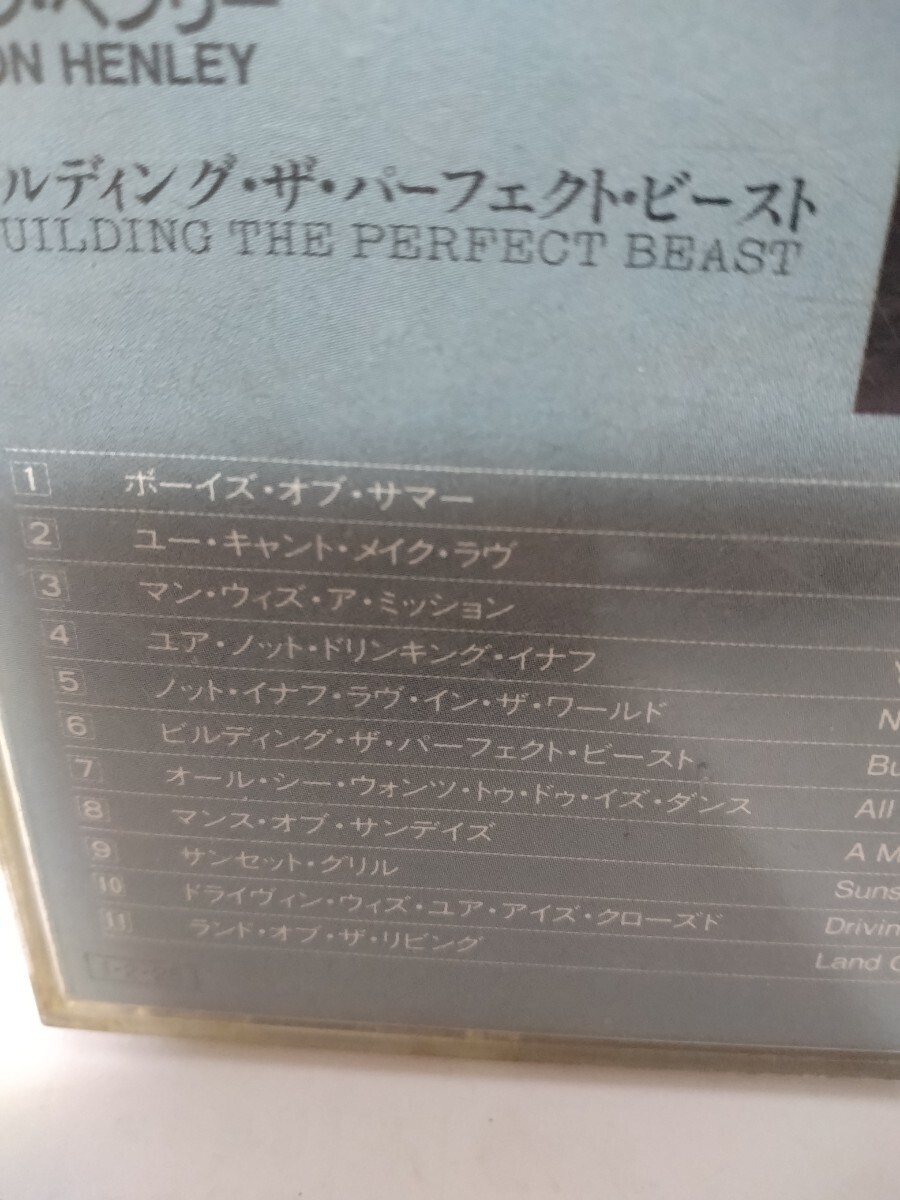 ON HENLEY
ルディング・ザ・パーフェクト・ビースト
UILDING THE PERFECT BEAST
1 ボーイズ・オブ・サマー
2 ユー・キャント・メイク・ラヴ
3 マン・ウィズ・ア・ミッション
4 ユア・ノット・ドリンキング・イナフ
5 ノット・イナフ・ラヴ・イン・ザ・ワールド N
6 ビルディング・ザ・パーフェクト・ビースト Bu
7 オール・シー・ウォンツ・トゥ・ドゥ・イズ・ダンス All
8 マンス・オブ・サンデイズ A M
9 サンセット・グリル Suns
10 ドライヴィン・ウィズ・ユア・アイズ・クローズド Drivin
11 ランド・オブ・ザ・リビング Land O